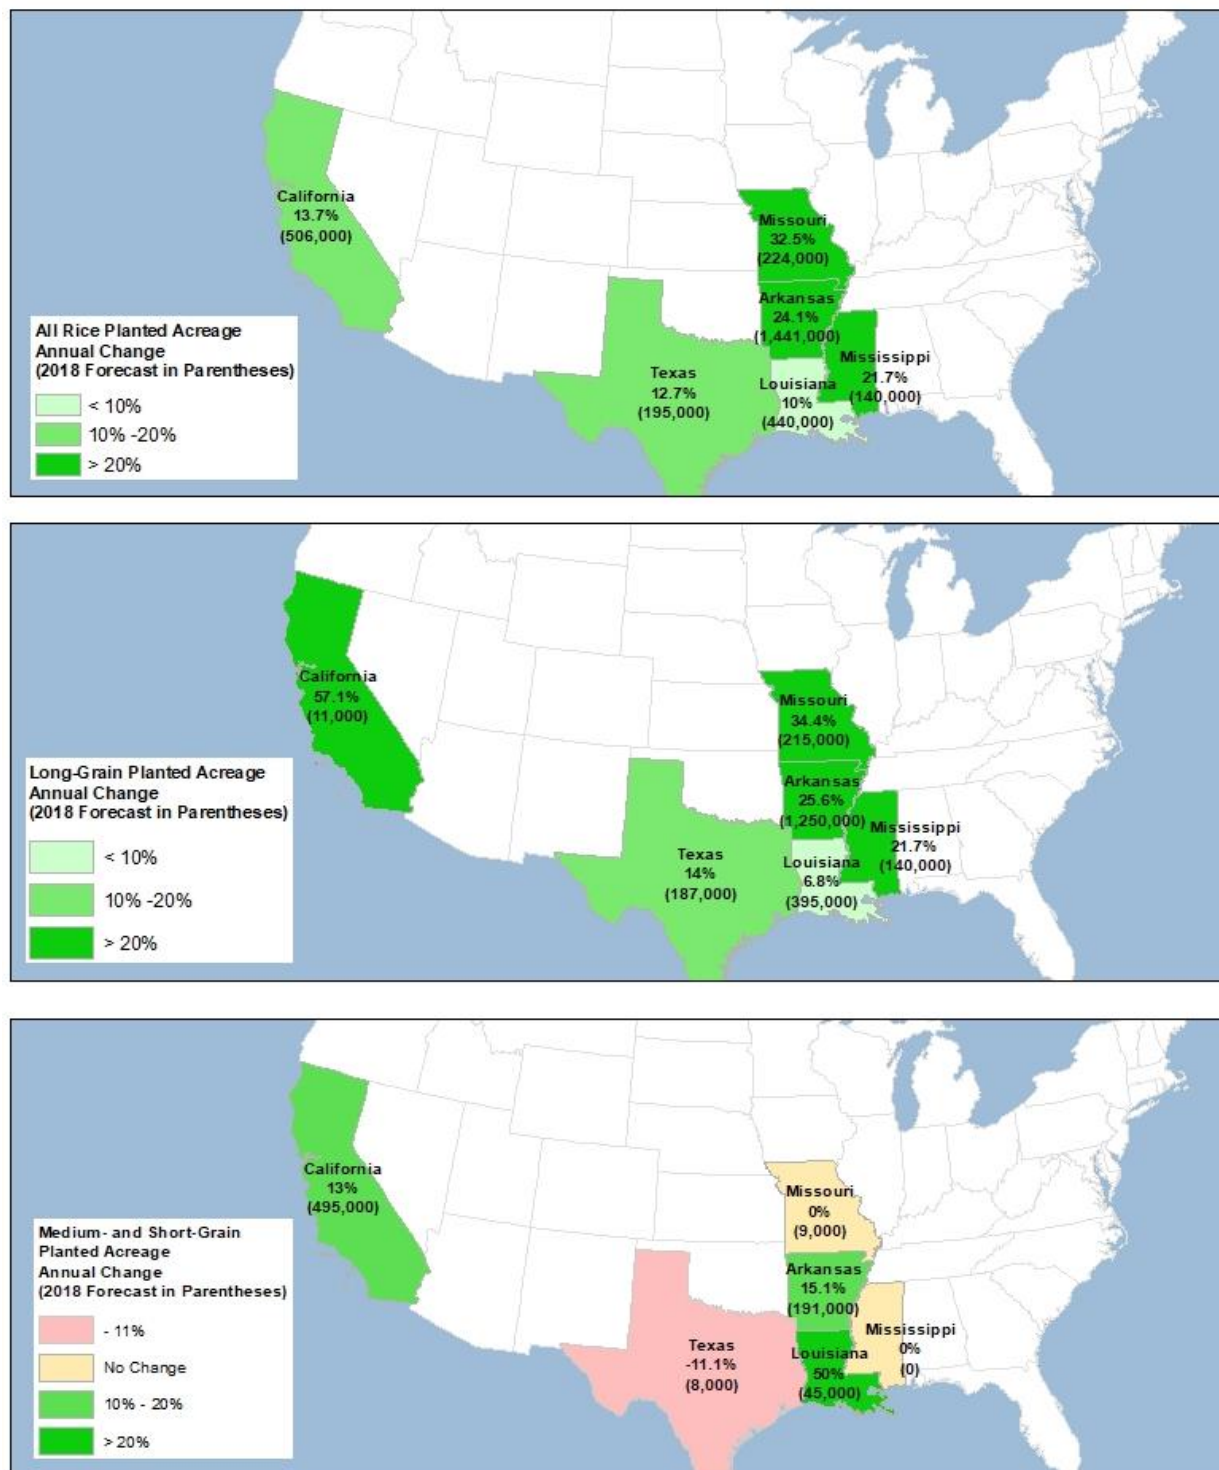 California
13.7%
(506,000)
Missouri
32.5%
(224,000)
Arkansas
24.1%
(1,441,000)
Mississippi
21.7%
(140,000)
Texas
12.7%
(195,000)
Louisiana
10%
(440,000)
All Rice Planted Acreage
Annual Change
(2018 Forecast in Parentheses)
< 10%
10% -20%
> 20%
California
57.1%
(11,000)
Missouri
34.4%
(215,000)
Arkansas
25.6%
(1,250,000)
Mississippi
21.7%
(140,000)
Texas
14%
(187,000)
Louisiana
6.8%
(395,000)
Long-Grain Planted Acreage
Annual Change
(2018 Forecast in Parentheses)
< 10%
10% -20%
> 20%
California
13%
(495,000)
Missouri
0%
(9,000)
Arkansas
15.1%
(191,000)
Mississippi
0%
(0)
Texas
-11.1%
(8,000)
Louisiana
50%
(45,000)
Medium- and Short-Grain
Planted Acreage
Annual Change
(2018 Forecast in Parentheses)
- 11%
No Change
10% - 20%
> 20%